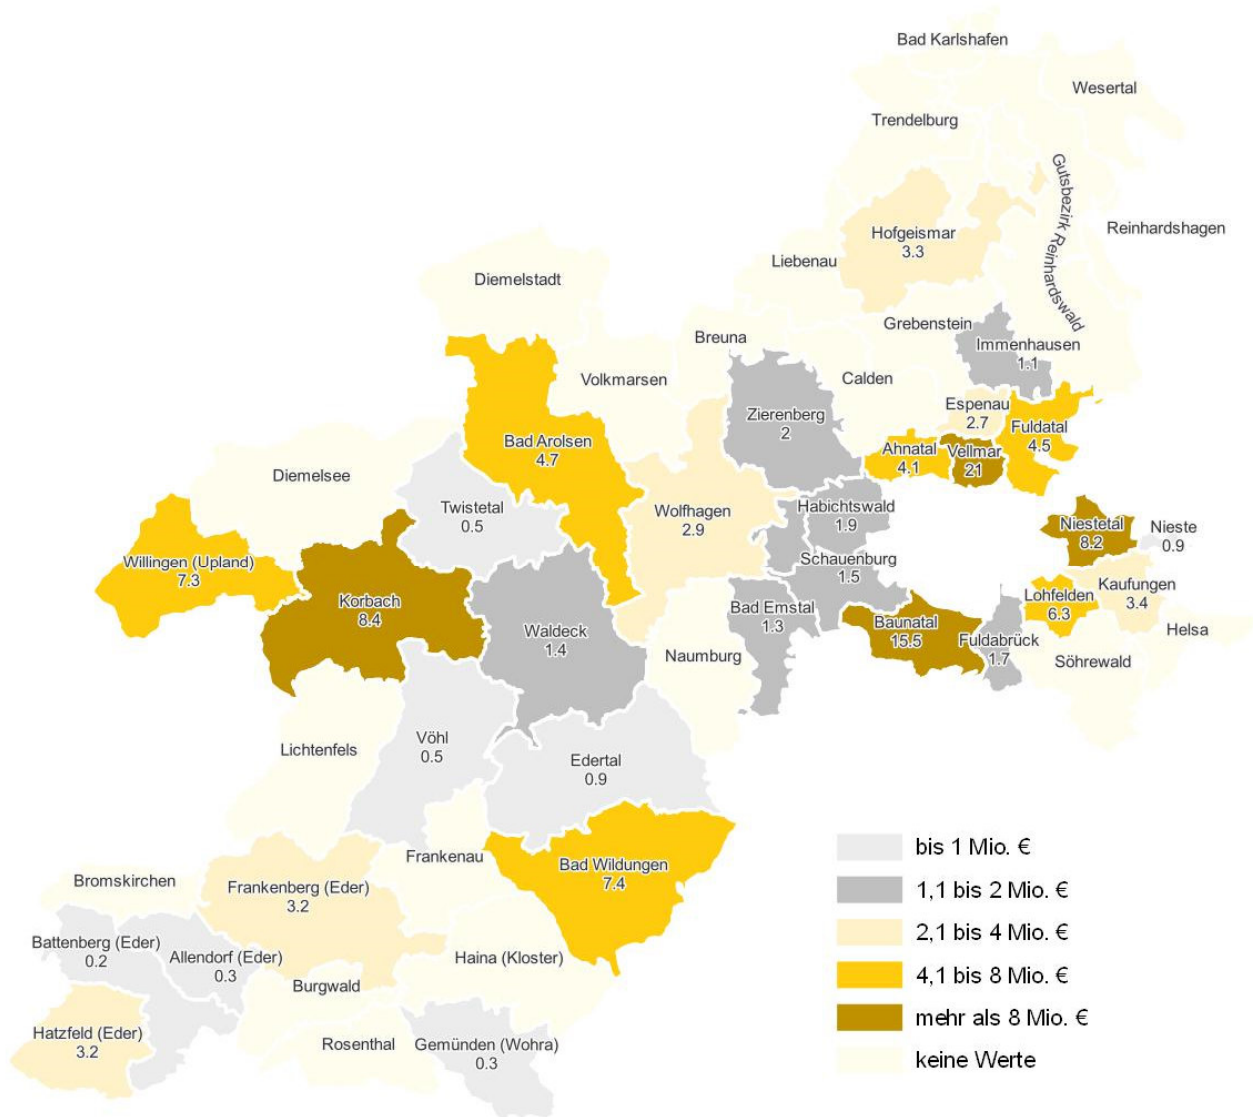 Bad Karlshafen
Wesertal
Trendelburg
Gutsbezirk Reinhardswald
Reinhardshagen
Hofgeismar
3.3
Liebenau
Diemelstadt
Grebenstein
Breuna
Immenhausen
1.1
Volkmarsen
Calden
Espenau
2.7
Zierenberg
2
Fuldatal
4.5
Bad Arolsen
4.7
Ahnatal
4.1
Vellmar
21
Diemelsee
Twistetal
0.5
Wolfhagen
2.9
Habichtswald
1.9
Niestetal
8.2
Nieste
0.9
Willingen (Upland)
7.3
Schauenburg
1.5
Kaufungen
3.4
Korbach
8.4
Lohfelden
6.3
Bad Emstal
1.3
Baunatal
15.5
Waldeck
1.4
Fuldabrück
1.7
Helsa
Naumburg
Söhrewald
Lichtenfels
Vöhl
0.5
Edertal
0.9
bis 1 Mio. €
Frankenau
Bad Wildungen
7.4
Bromskirchen
Frankenberg (Eder)
3.2
1,1 bis 2 Mio. €
2,1 bis 4 Mio. €
Battenberg (Eder)
0.2
Allendorf (Eder)
0.3
Haina (Kloster)
4,1 bis 8 Mio. €
Burgwald
mehr als 8 Mio. €
Hatzfeld (Eder)
3.2
Rosenthal
Gemünden (Wohra)
0.3
keine Werte